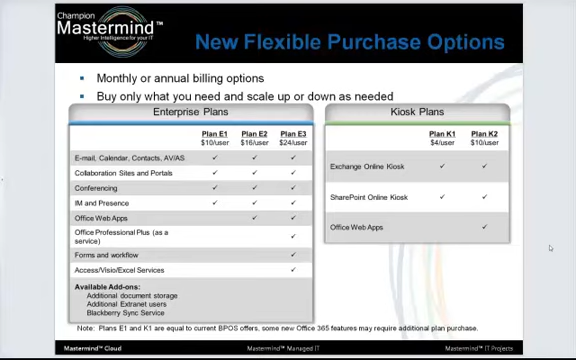 Champion
Mastermind™
Higher Intelligence for your IT
New Flexible Purchase Options
Monthly or annual billing options
Buy only what you need and scale up or down as needed
Enterprise Plans
Plan E1 Plan E2 Plan E3
$10/user $16/user $24/user
E-mail, Calendar, Contacts, AV/AS ✓ ✓ ✓
Collaboration Sites and Portals ✓ ✓ ✓
Conferencing ✓ ✓ ✓
IM and Presence ✓ ✓ ✓
Office Web Apps ✓ ✓
Office Professional Plus (as a
service) ✓
Forms and workflow ✓
Access/Visio/Excel Services ✓
Available Add-ons:
Additional document storage
Additional Extranet users
Blackberry Sync Service
Kiosk Plans
Plan K1 Plan K2
$4/user $10/user
Exchange Online Kiosk ✓ ✓
SharePoint Online Kiosk ✓ ✓
Office Web Apps ✓
Note: Plans E1 and K1 are equal to current BPOS offers, some new Office 365 features may require additional plan purchase.
Mastermind™ Cloud Mastermind™ Managed IT Mastermind™ IT Projects